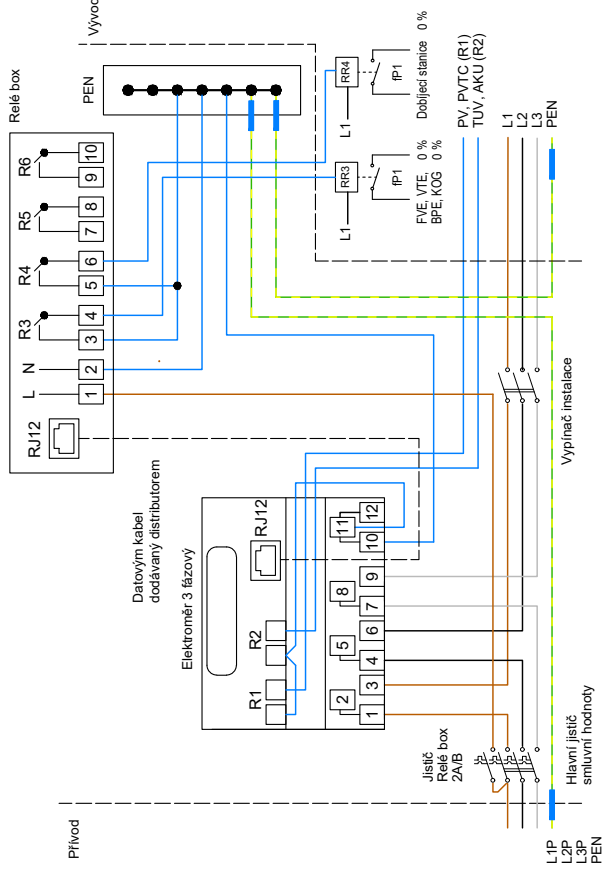 Relé box
RJ12
L
N
R3
R4
R5
R6
1
2
3
4
5
6
7
8
9
10
PEN
Vývod
L1
RR3
fP1
FVE, VTE, 0 %
BPE, KOG 0 %
L1
RR4
fP1
Dobíjecí stanice 0 %
PV, PVTC (R1)
TUV, AKU (R2)
L1
L2
L3
PEN
Datovým kabel
dodávaný distributorem
Elektroměr 3 fázový
R1
R2
RJ12
2
5
8
11
1
3
4
6
7
9
10
12
Vypínač instalace
Jistič
Relé box
2A/B
Hlavní jistič
smluvní hodnoty
Přívod
L1P
L2P
L3P
PEN